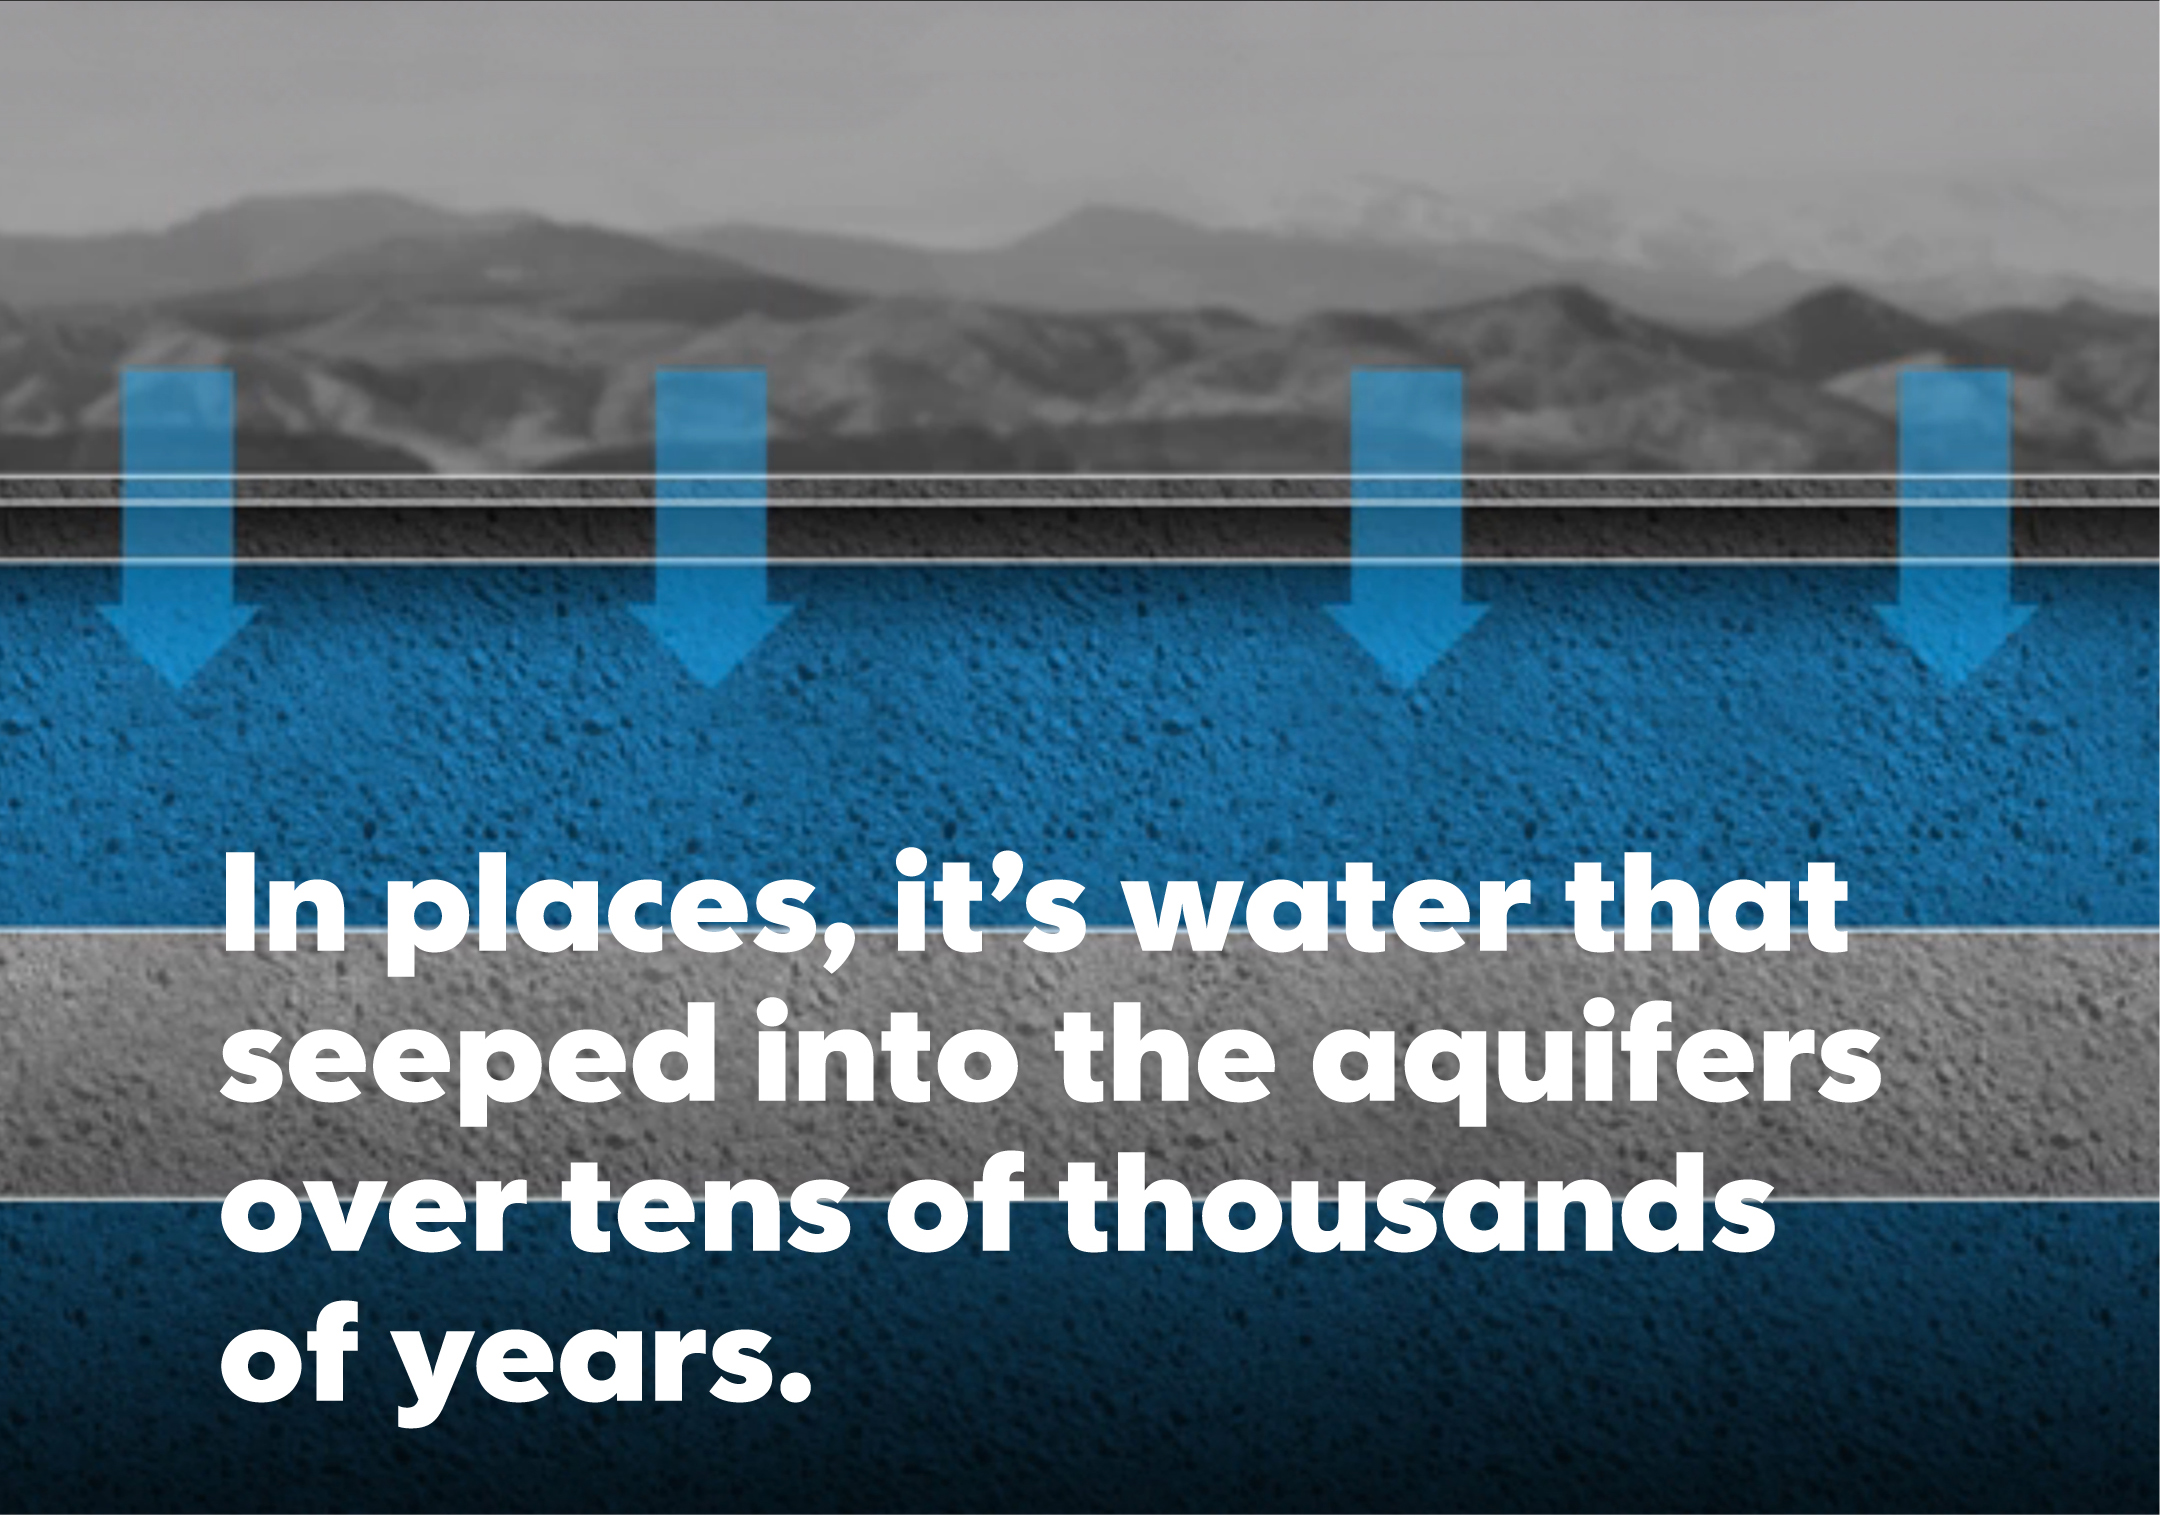 In places, it’s water that
seeped into the aquifers
over tens of thousands
of years.